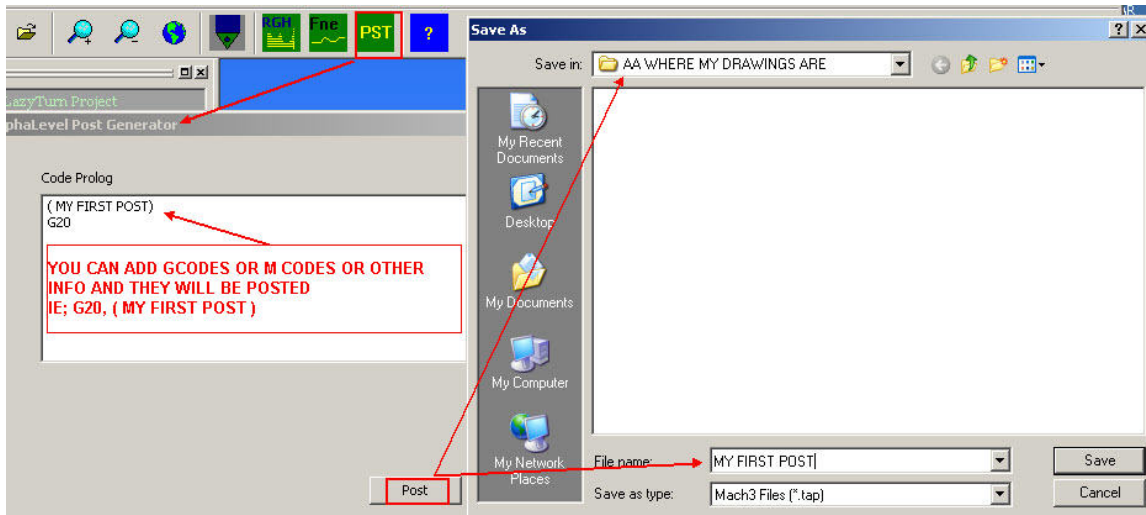 RGH
Fne
PST
?
LazyTurn Project
phaLevel Post Generator
Code Prolog
( MY FIRST POST)
G20
YOU CAN ADD GCODES OR M CODES OR OTHER
INFO AND THEY WILL BE POSTED
IE; G20, ( MY FIRST POST )
Post
Save As
?
Save in:
AA WHERE MY DRAWINGS ARE
My Recent
Documents
Desktop
My Documents
My Computer
My Network
Places
File name:
MY FIRST POST
Save
Save as type:
Mach3 Files (*.tap)
Cancel